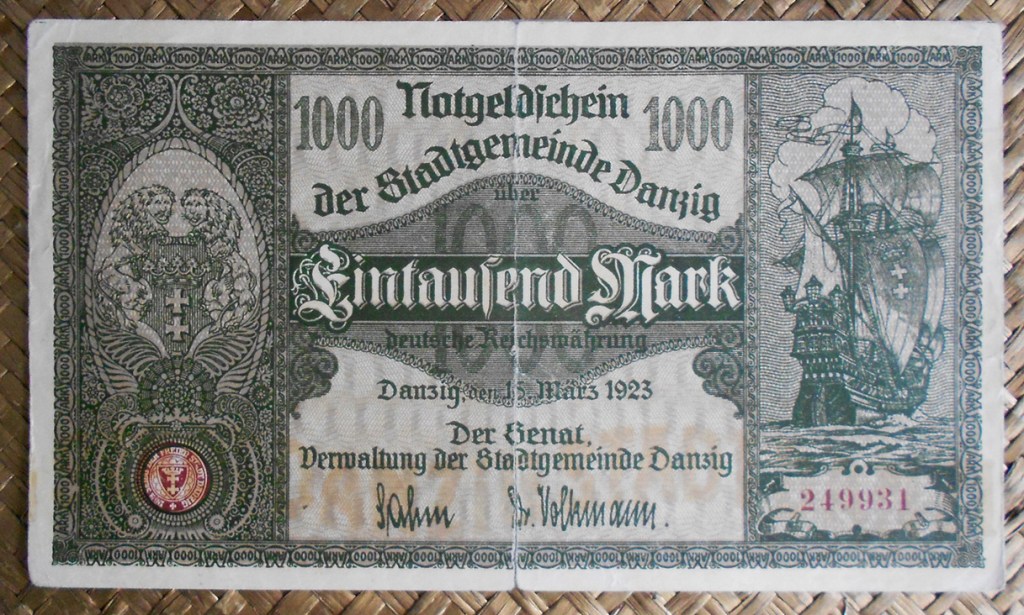 1000 Notgeldschein 1000
der Stadtgemeinde Danzig
über
1000
Eintausend Mark
deutsche Reichswährung
Danzig, den 15. März 1923
Der Senat,
Verwaltung der Stadtgemeinde Danzig
Sahm Dr. Volkmann.
249931